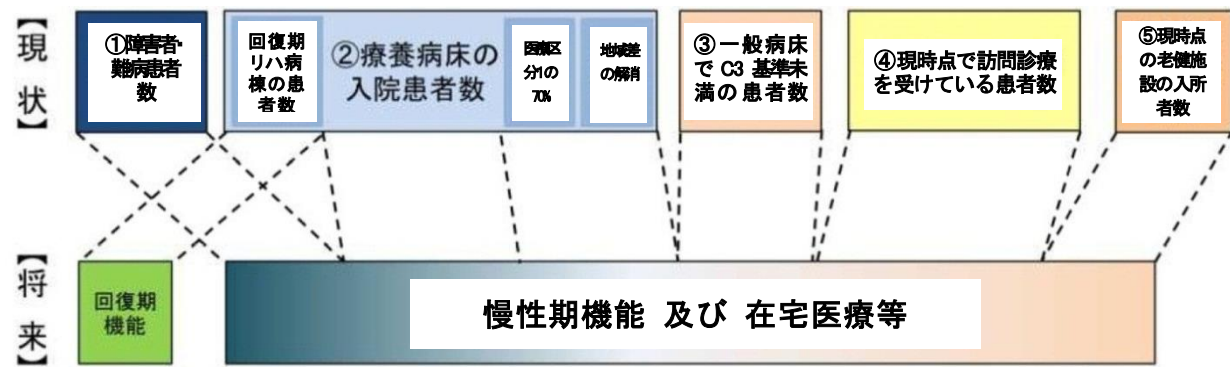 【現状】
①障害者・
難病患者
数
回復期
リハ病
棟の患
者数
②療養病床の
入院患者数
医療区
分1の
70%
地域差
の解消
③一般病床
で C3 基準未
満の患者数
④現時点で訪問診療
を受けている患者数
⑤現時点
の老健施
設の入所
者数
【将来】
回復期
機能
慢性期機能 及び 在宅医療等